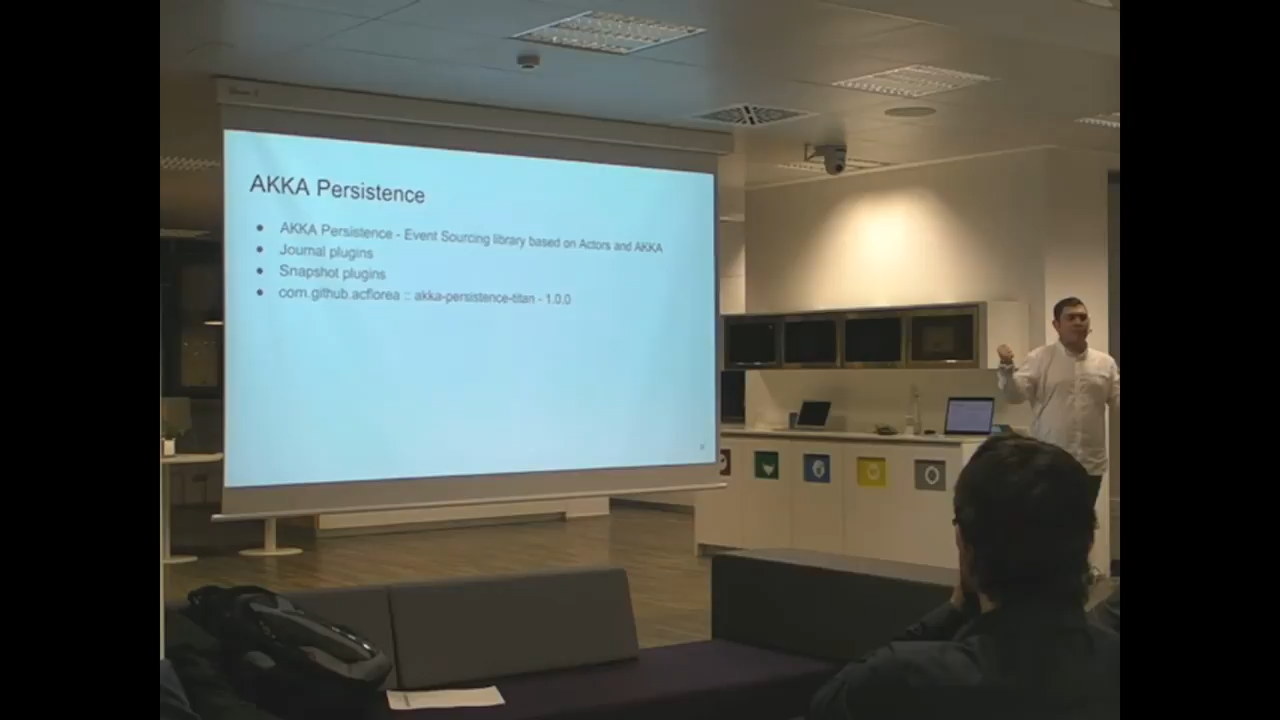 AKKA Persistence
• AKKA Persistence - Event Sourcing library based on Actors and AKKA
• Journal plugins
• Snapshot plugins
• com.github.acflorea :: akka-persistence-titan - 1.0.0